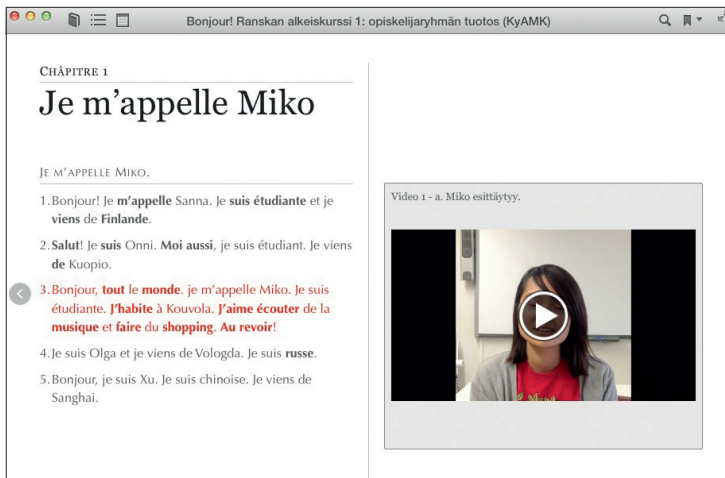 Bonjour! Ranskan alkeiskurssi 1: opiskelijaryhmän tuotos (KyAMK)
CHÂPITRE 1
Je m’appelle Miko
JE M’APPELLE MIKO.
1. Bonjour! Je m’appelle Sanna. Je suis étudiante et je
viens de Finlande.
2. Salut! Je suis Onni. Moi aussi, je suis étudiant. Je viens
de Kuopio.
3. Bonjour, tout le monde. je m’appelle Miko. Je suis
étudiante. J’habite à Kouvola. J’aime écouter de la
musique et faire du shopping. Au revoir!
4. Je suis Olga et je viens de Vologda. Je suis russe.
5. Bonjour, je suis Xu. Je suis chinoise. Je viens de
Sanghai.
Video 1 - a. Miko esittäytyy.